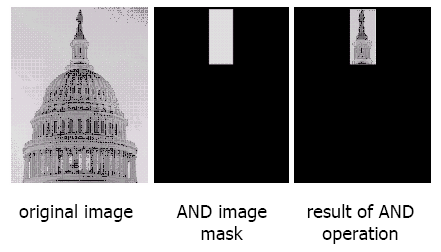 original image
AND image
mask
result of AND
operation